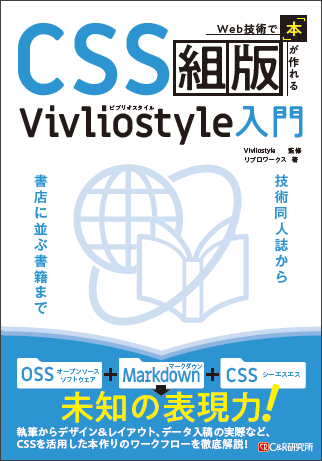 Web技術で「本」が作れる
CSS組版
ビブリオスタイル
Vivliostyle入門
Vivliostyle 監修
リブロワークス 著
技術同人誌から
書店に並ぶ書籍まで
OSS オープンソース
ソフトウェア
+
マークダウン
Markdown
+
CSS シーエスエス
未知の表現力!
執筆からデザイン&レイアウト、データ入稿の実際など、
CSSを活用した本作りのワークフローを徹底解説!
C&R研究所